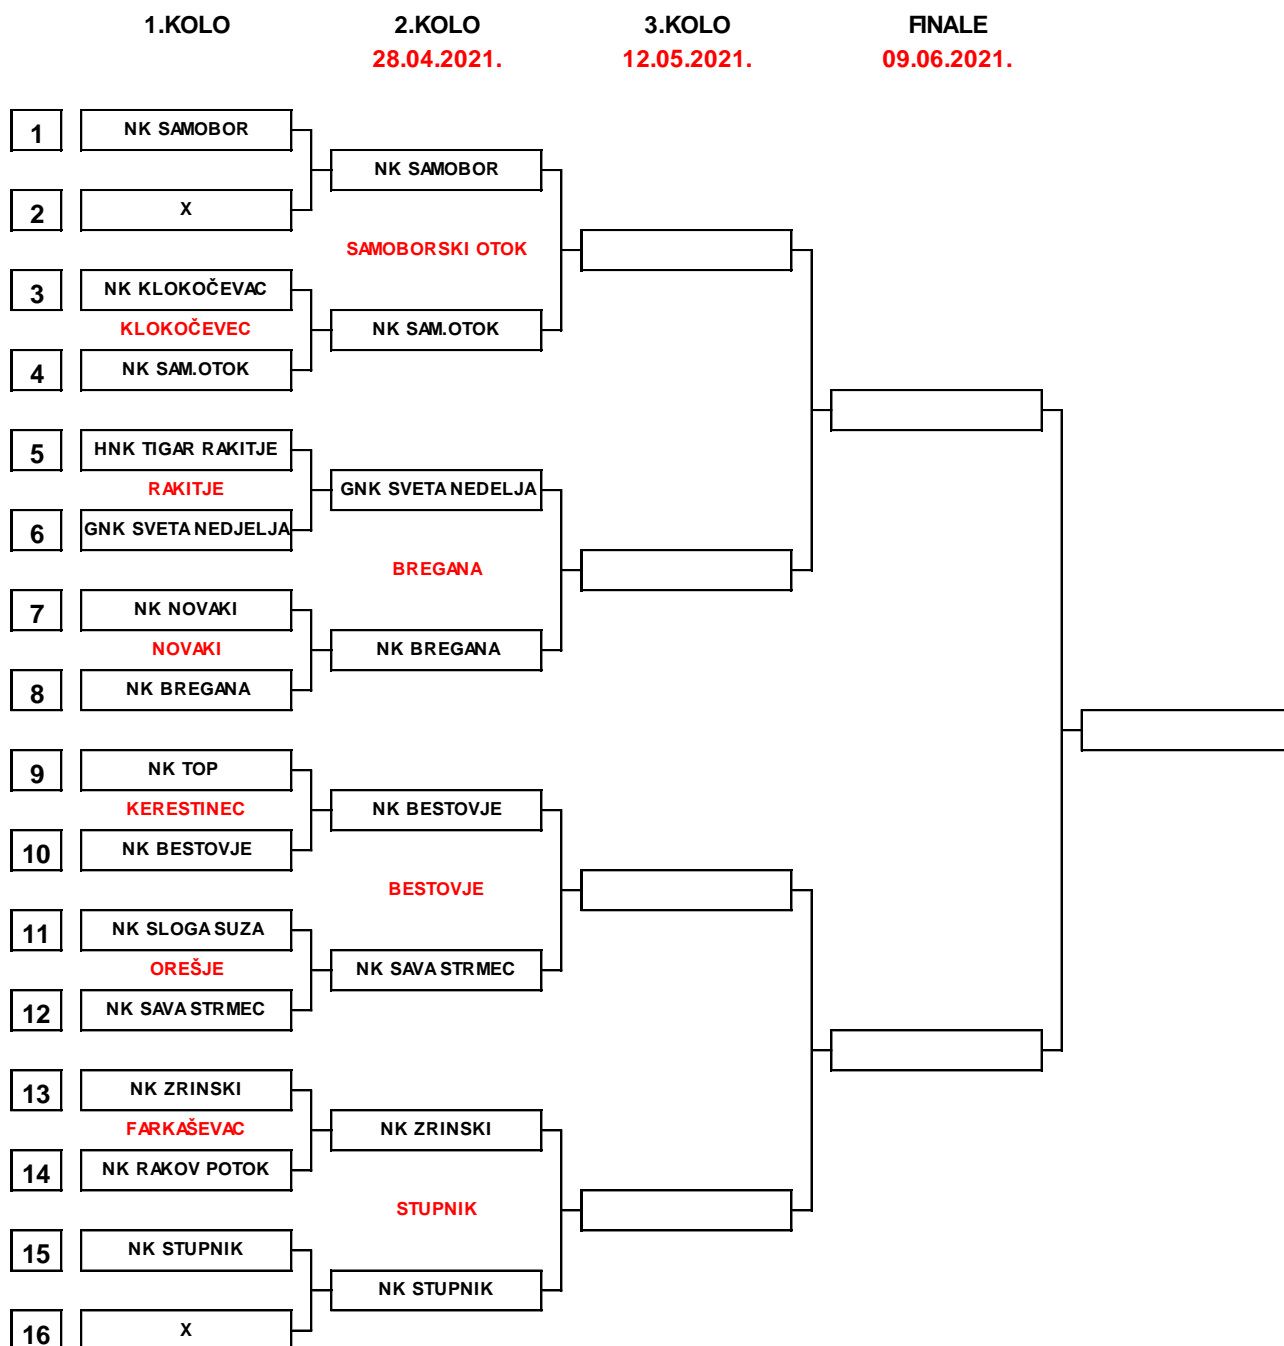 1.KOLO 2.KOLO 3.KOLO FINALE
28.04.2021. 12.05.2021. 09.06.2021.
1 NK SAMOBOR
NK SAMOBOR
2 X
SAMOBORSKI OTOK
3 NK KLOKOČEVAC
KLOKOČEVEC NK SAM.OTOK
4 NK SAM.OTOK
5 HNK TIGAR RAKITJE
RAKITJE GNK SVETA NEDELJA
6 GNK SVETA NEDJELJA
BREGANA
7 NK NOVAKI
NOVAKI NK BREGANA
8 NK BREGANA
9 NK TOP
KERESTINEC NK BESTOVJE
10 NK BESTOVJE
BESTOVJE
11 NK SLOGA SUZA
OREŠJE NK SAVA STRMEC
12 NK SAVA STRMEC
13 NK ZRINSKI
FARKAŠEVAC NK ZRINSKI
14 NK RAKOV POTOK
STUPNIK
15 NK STUPNIK
NK STUPNIK
16 X